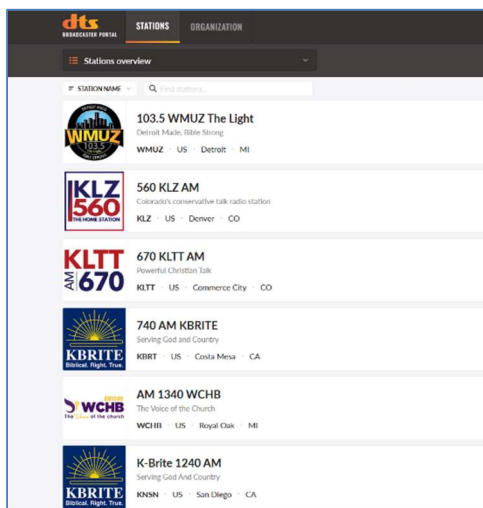 dts
BROADCASTER PORTAL
STATIONS
ORGANIZATION
Stations overview
STATION NAME
Find stations...
WMUZ
103.5
103.5 WMUZ The Light
Detroit Made, Bible Strong
WMUZ · US · Detroit · MI
KLZ
560
THE HOME STATION
560 KLZ AM
Colorado's conservative talk radio station
KLZ · US · Denver · CO
KLTT
AM 670
670 KLTT AM
Powerful Christian Talk
KLTT · US · Commerce City · CO
KBRITE
Biblical. Right. True.
740 AM KBRITE
Serving God and Country
KBRT · US · Costa Mesa · CA
WCHB
The Voice of the church
AM 1340 WCHB
The Voice of the Church
WCHB · US · Royal Oak · MI
KBRITE
Biblical. Right. True.
K-Brite 1240 AM
Serving God And Country
KNSN · US · San Diego · CA